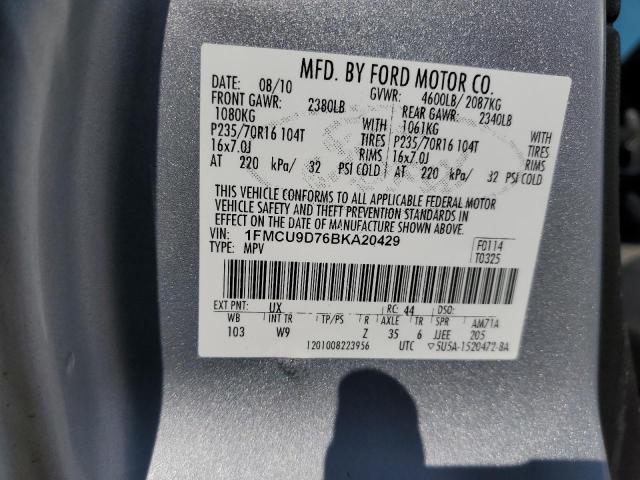 MFD. BY FORD MOTOR CO.
DATE: 08/10 GVWR: 4600LB/ 2087KG
FRONT GAWR: 2380LB REAR GAWR: 2340LB
1080KG WITH 1061KG WITH
P235/70R16 104T TIRES P235/70R16 104T TIRES
16x7.0J RIMS 16x7.0J RIMS
AT 220 kPa/ 32 PSI COLD AT 220 kPa/ 32 PSI COLD
THIS VEHICLE CONFORMS TO ALL APPLICABLE FEDERAL MOTOR
VEHICLE SAFETY AND THEFT PREVENTION STANDARDS IN
EFFECT ON THE DATE OF MANUFACTURE SHOWN ABOVE.
VIN: 1FMCU9D76BKA20429 F0114
TYPE: MPV T0325
EXT PNT: UX RC: 44 DSO:
WB INT TR TP/PS R AXLE TR SPR AM71A
103 W9 Z 35 6 JJEE 205
1201008223956 UTC ▽5U5A-1520472-BA